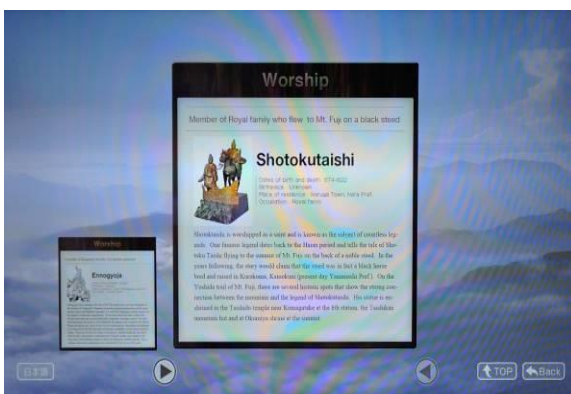 Worship
Member of Royal family who flew to Mt. Fuji on a black steed
Shotokutaishi
Dates of birth and death 574-622
Birthplace Unknown
Place of residence Ikaruga Town, Nara Pref.
Occupation Royal family
Shotokutaishi is worshipped as a saint and is known as the subject of countless leg-
ends. One famous legend dates back to the Heian period and tells the tale of Sho-
toku Taishi flying to the summit of Mt. Fuji on the back of a noble steed. In the
years following, the story would claim that the steed was in fact a black horse
bred and raised in Kurokoma, Kainokuni (present day Yamanashi Pref.). On the
Yoshida trail of Mt. Fuji, there are several historic spots that show the strong con-
nection between the mountain and the legend of Shotokutaishi. His statue is en-
shrined in the Taishido temple near Komagatake at the 8th station, the Taishikan
mountain hut and at Okumiya shrine at the summit.
Worship
Ennogyoja
日本語
TOP
Back